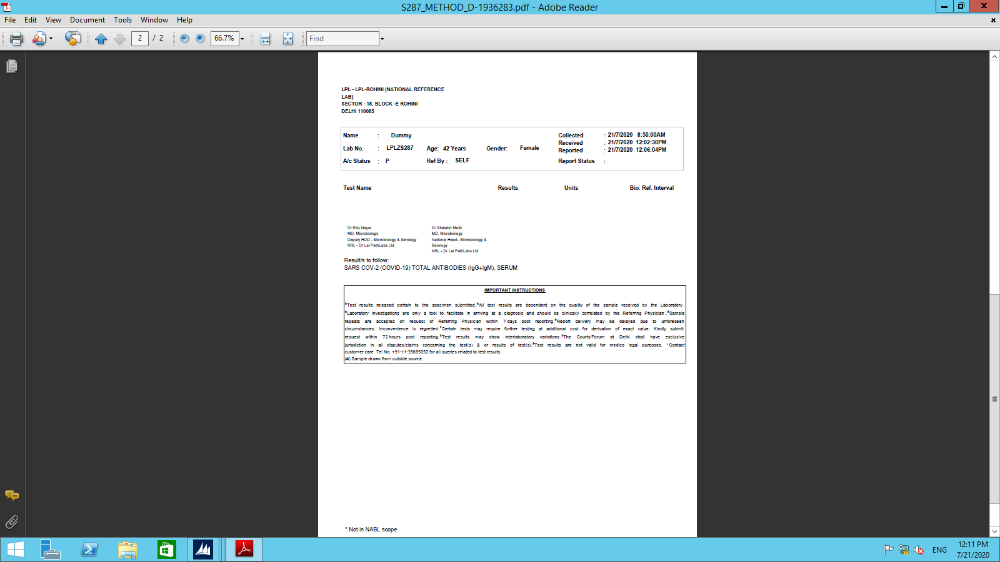 S287_METHOD_D-1936283.pdf - Adobe Reader
File Edit View Document Tools Window Help
2 / 2 66.7% Find
LPL - LPL-ROHINI (NATIONAL REFERENCE
LAB)
SECTOR - 18, BLOCK -E ROHINI
DELHI 110085
Name : Dummy Collected : 21/7/2020 8:50:00AM
Received : 21/7/2020 12:02:30PM
Lab No. : LPLZS287 Age: 42 Years Gender: Female Reported : 21/7/2020 12:06:04PM
A/c Status : P Ref By : SELF Report Status :
Test Name Results Units Bio. Ref. Interval
Dr Ritu Nayar Dr Shalabh Malik
MD, Microbiology MD, Microbiology
Deputy HOD - Microbiology & Serology National Head - Microbiology &
NRL - Dr Lal PathLabs Ltd Serology
NRL - Dr Lal PathLabs Ltd
Result/s to follow:
SARS COV-2 (COVID-19) TOTAL ANTIBODIES (IgG+IgM), SERUM
IMPORTANT INSTRUCTIONS
*Test results released pertain to the specimen submitted.*All test results are dependent on the quality of the sample received by the Laboratory.
*Laboratory investigations are only a tool to facilitate in arriving at a diagnosis and should be clinically correlated by the Referring Physician .*Sample
repeats are accepted on request of Referring Physician within 7 days post reporting.*Report delivery may be delayed due to unforeseen
circumstances. Inconvenience is regretted.*Certain tests may require further testing at additional cost for derivation of exact value. Kindly submit
request within 72 hours post reporting.*Test results may show interlaboratory variations.*The Courts/Forum at Delhi shall have exclusive
jurisdiction in all disputes/claims concerning the test(s) & or results of test(s).*Test results are not valid for medico legal purposes. *Contact
customer care Tel No. +91-11-39885050 for all queries related to test results.
(#) Sample drawn from outside source.
* Not in NABL scope
ENG 12:11 PM
7/21/2020